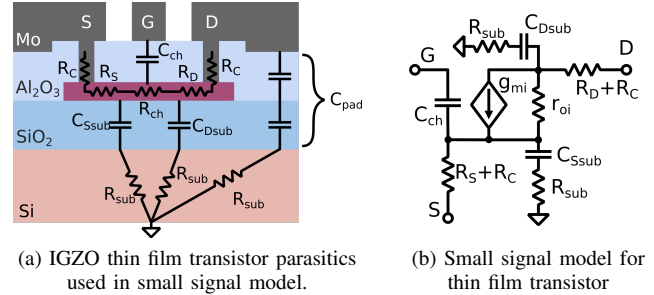 S G D
Mo
C_ch
R_C R_S R_D R_C
Al₂O₃
R_ch
C_pad
C_Ssub C_Dsub
SiO₂
R_sub R_sub R_sub
Si
(a) IGZO thin film transistor parasitics
used in small signal model.
R_sub C_Dsub
G D
g_mi
R_D+R_C
C_ch r_oi
C_Ssub
R_S+R_C
R_sub
S
(b) Small signal model for
thin film transistor